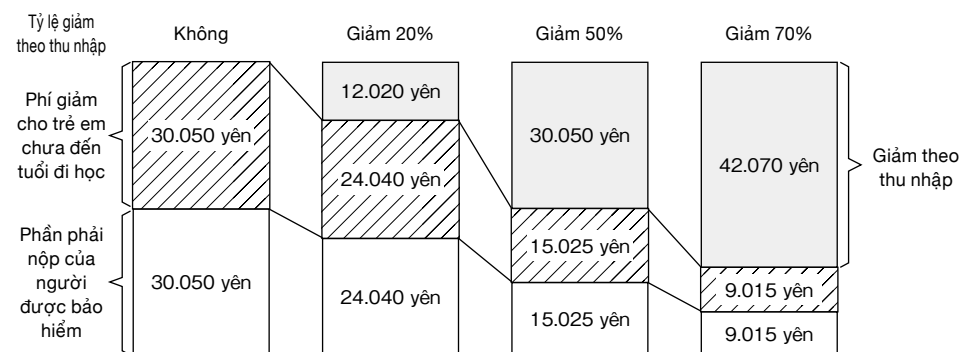 Tỷ lệ giảm
theo thu nhập
Không
Giảm 20%
Giảm 50%
Giảm 70%
Phí giảm
cho trẻ em
chưa đến
tuổi đi học
30.050 yên
12.020 yên
24.040 yên
30.050 yên
15.025 yên
42.070 yên
9.015 yên
Giảm theo
thu nhập
Phần phải
nộp của
người
được bảo
hiểm
30.050 yên
24.040 yên
15.025 yên
9.015 yên